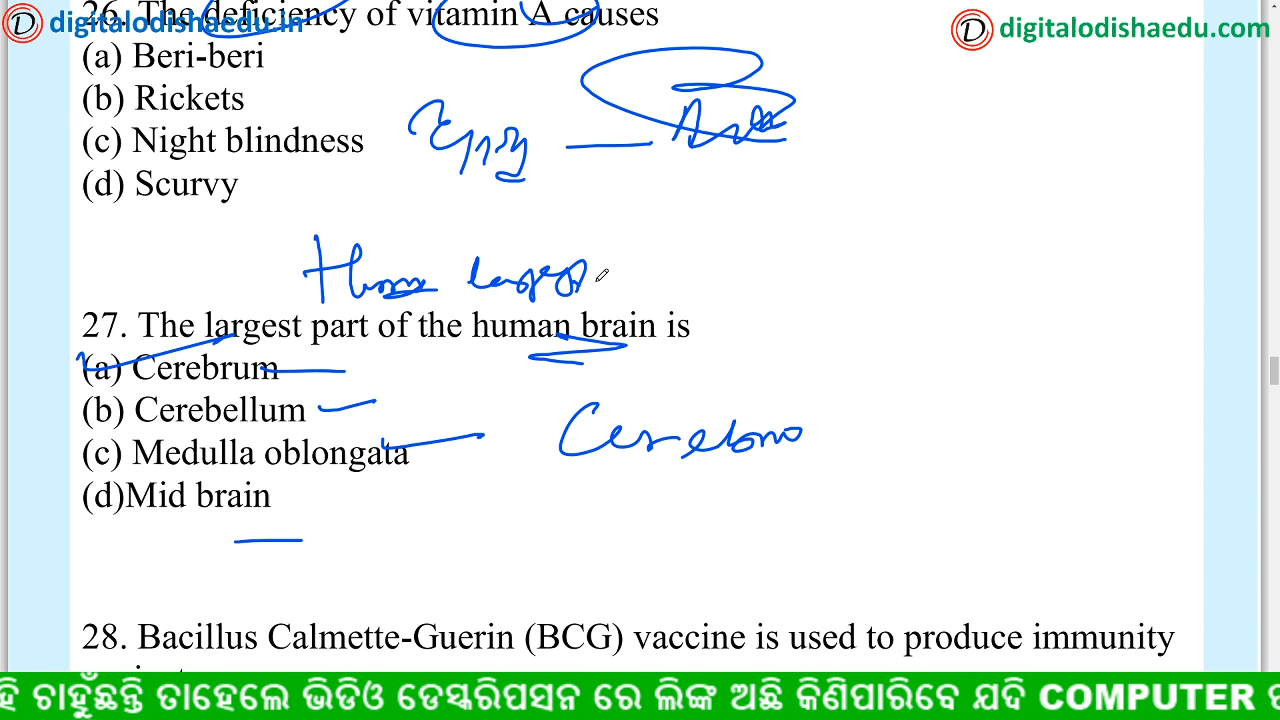 26. The deficiency of vitamin A causes
digitalodishaedu.in
digitalodishaedu.com
(a) Beri-beri
(b) Rickets
(c) Night blindness
(d) Scurvy
27. The largest part of the human brain is
(a) Cerebrum
(b) Cerebellum
(c) Medulla oblongata
(d)Mid brain
28. Bacillus Calmette-Guerin (BCG) vaccine is used to produce immunity
ହି ଚାହୁଁଛନ୍ତି ତାହେଲେ ଭିଡିଓ ଡେସ୍କରିପସନ ରେ ଲିଙ୍କ ଅଛି କିଣିପାରିବେ ଯଦି COMPUTER